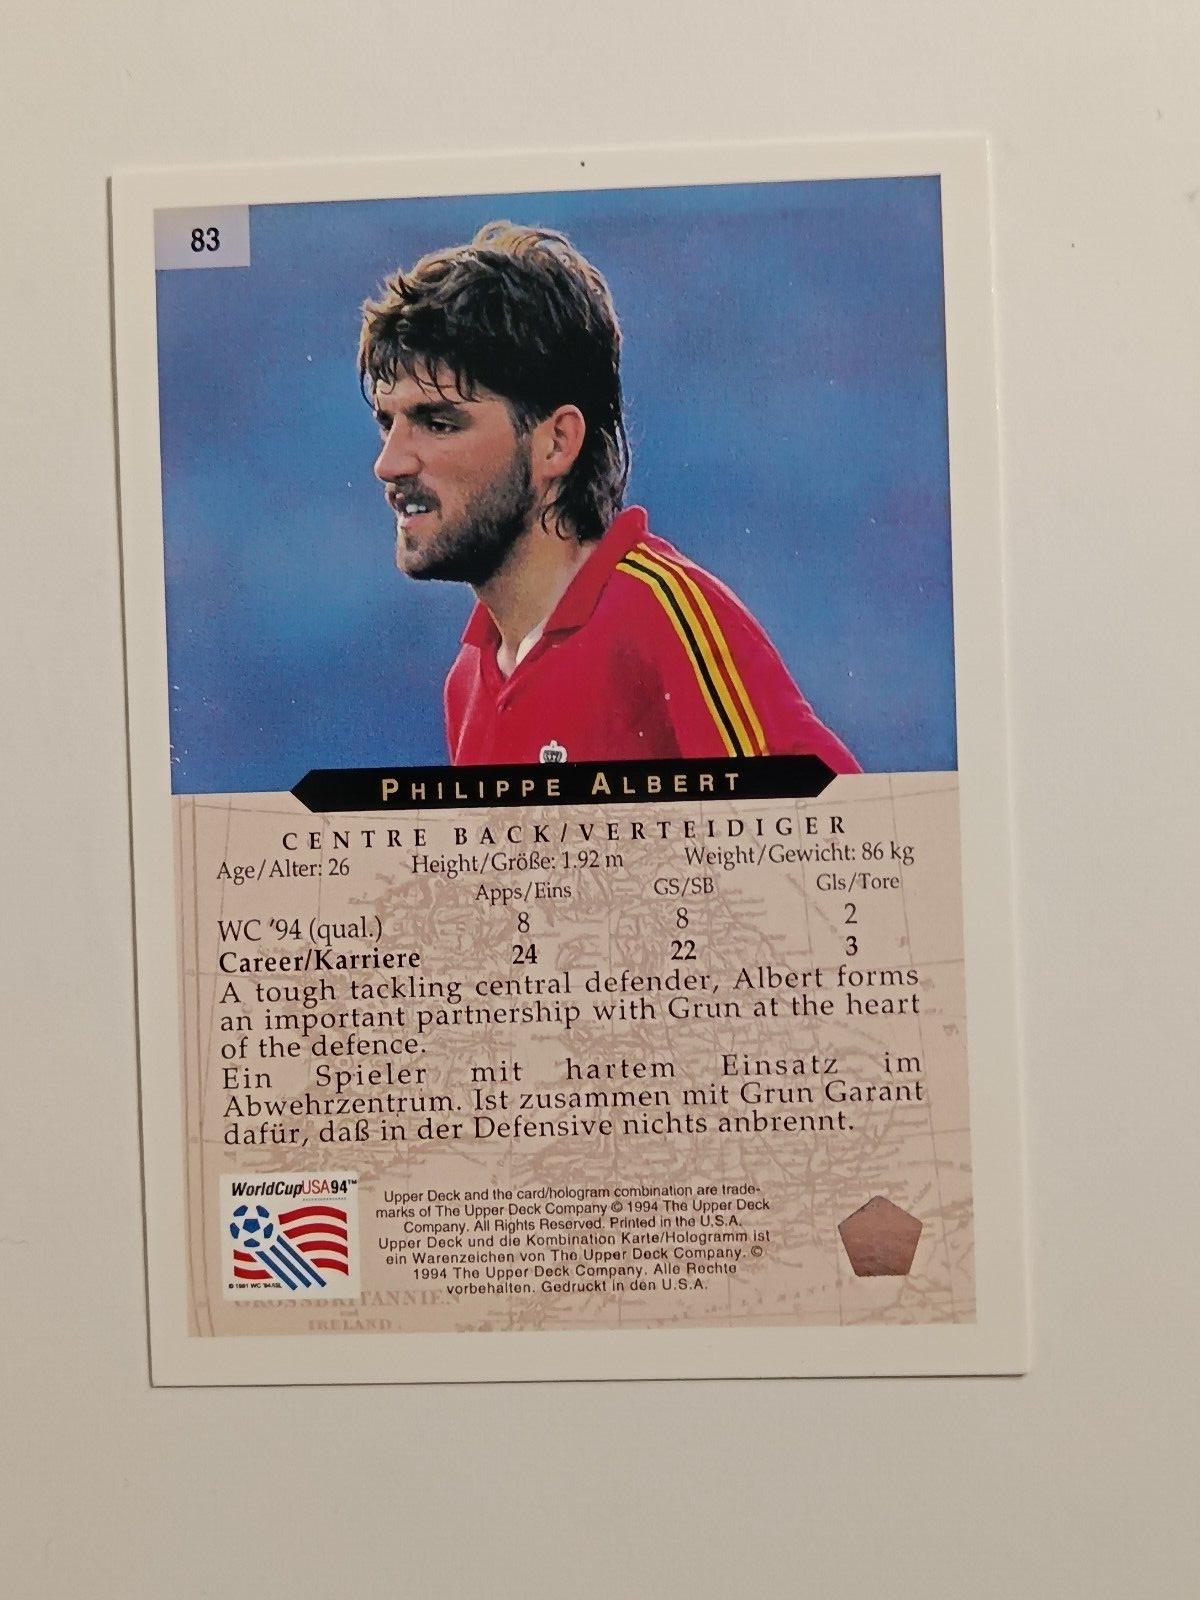 83
PHILIPPE ALBERT
CENTRE BACK/VERTEIDIGER
Age/Alter: 26 Height/Größe: 1.92 m Weight/Gewicht: 86 kg
Apps/Eins GS/SB Gls/Tore
WC '94 (qual.) 8 8 2
Career/Karriere 24 22 3
A tough tackling central defender, Albert forms
an important partnership with Grun at the heart
of the defence.
Ein Spieler mit hartem Einsatz im
Abwehrzentrum. Ist zusammen mit Grun Garant
dafür, daß in der Defensive nichts anbrennt.
WorldCupUSA94™
© 1991 WC '94/ISL
Upper Deck and the card/hologram combination are trade-
marks of The Upper Deck Company © 1994 The Upper Deck
Company. All Rights Reserved. Printed in the U.S.A.
Upper Deck und die Kombination Karte/Hologramm ist
ein Warenzeichen von The Upper Deck Company. ©
1994 The Upper Deck Company. Alle Rechte
vorbehalten. Gedruckt in den U.S.A.
GROSSBRITANNIEN
IRELAND.